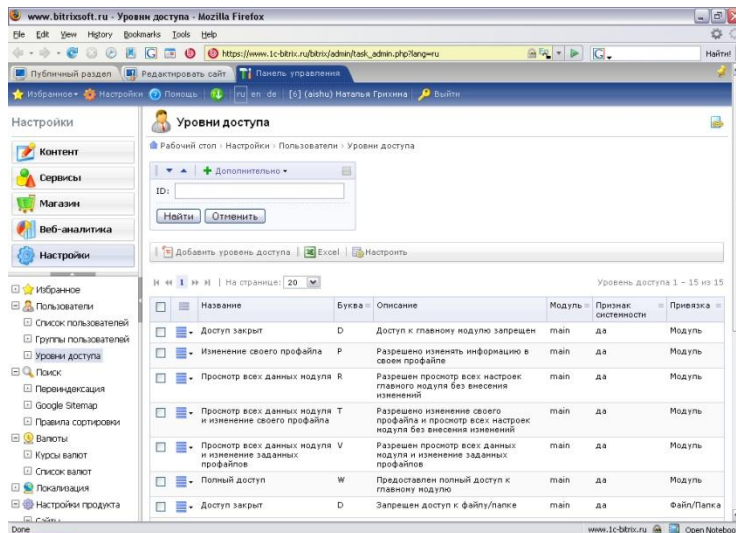 www.bitrixsoft.ru - Уровни доступа - Mozilla Firefox
File Edit View History Bookmarks Tools Help
https://www.1c-bitrix.ru/bitrix/admin/task_admin.php?lang=ru
Найти!
Публичный раздел Редактировать сайт Панель управления
Избранное Настройки Помощь ru en de [6] (aishu) Наталья Грихина Выйти
Настройки
Уровни доступа
Рабочий стол › Настройки › Пользователи › Уровни доступа
Контент
Сервисы
Магазин
Веб-аналитика
Настройки
Дополнительно
ID:
Найти Отменить
Добавить уровень доступа Excel Настроить
1 На странице: 20 Уровень доступа 1 – 15 из 15
Избранное
Пользователи
Список пользователей
Группы пользователей
Уровни доступа
Поиск
Переиндексация
Google Sitemap
Правила сортировки
Валюты
Курсы валют
Список валют
Локализация
Настройки продукта
Сайты
Название Буква Описание Модуль Признак системности Привязка
Доступ закрыт D Доступ к главному модулю запрещен main да Модуль
Изменение своего профайла P Разрешено изменять информацию в
своем профайле main да Модуль
Просмотр всех данных модуля R Разрешен просмотр всех настроек
главного модуля без внесения
изменений main да Модуль
Просмотр всех данных модуля
и изменение своего профайла T Разрешено изменение своего
профайла и просмотр всех настроек
модуля без внесения изменений main да Модуль
Просмотр всех данных модуля
и изменение заданных
профайлов V Разрешен просмотр всех данных
модуля и изменение заданных
профайлов main да Модуль
Полный доступ W Предоставлен полный доступ к
главному модулю main да Модуль
Доступ закрыт D Запрещен доступ к файлу/папке main да Файл/Папка
Done www.1c-bitrix.ru Open Notebook